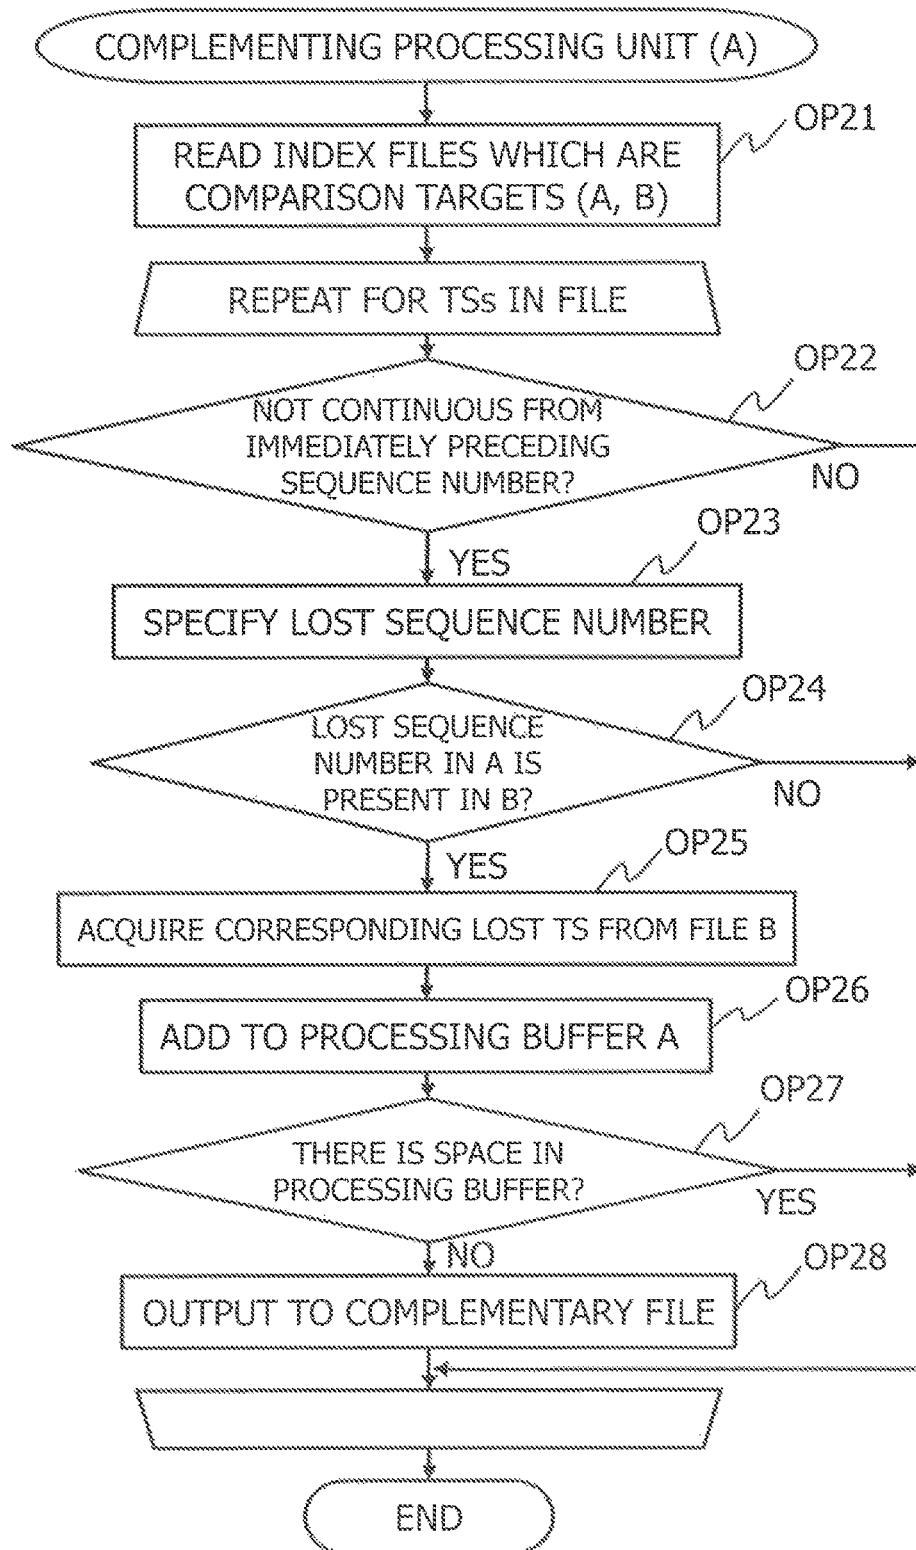 COMPLEMENTING PROCESSING UNIT (A)
OP21
READ INDEX FILES WHICH ARE
COMPARISON TARGETS (A, B)
REPEAT FOR TSs IN FILE
OP22
NOT CONTINUOUS FROM
IMMEDIATELY PRECEDING
SEQUENCE NUMBER?
NO
YES
OP23
SPECIFY LOST SEQUENCE NUMBER
OP24
LOST SEQUENCE
NUMBER IN A IS
PRESENT IN B?
NO
YES
OP25
ACQUIRE CORRESPONDING LOST TS FROM FILE B
OP26
ADD TO PROCESSING BUFFER A
OP27
THERE IS SPACE IN
PROCESSING BUFFER?
YES
NO
OP28
OUTPUT TO COMPLEMENTARY FILE
END